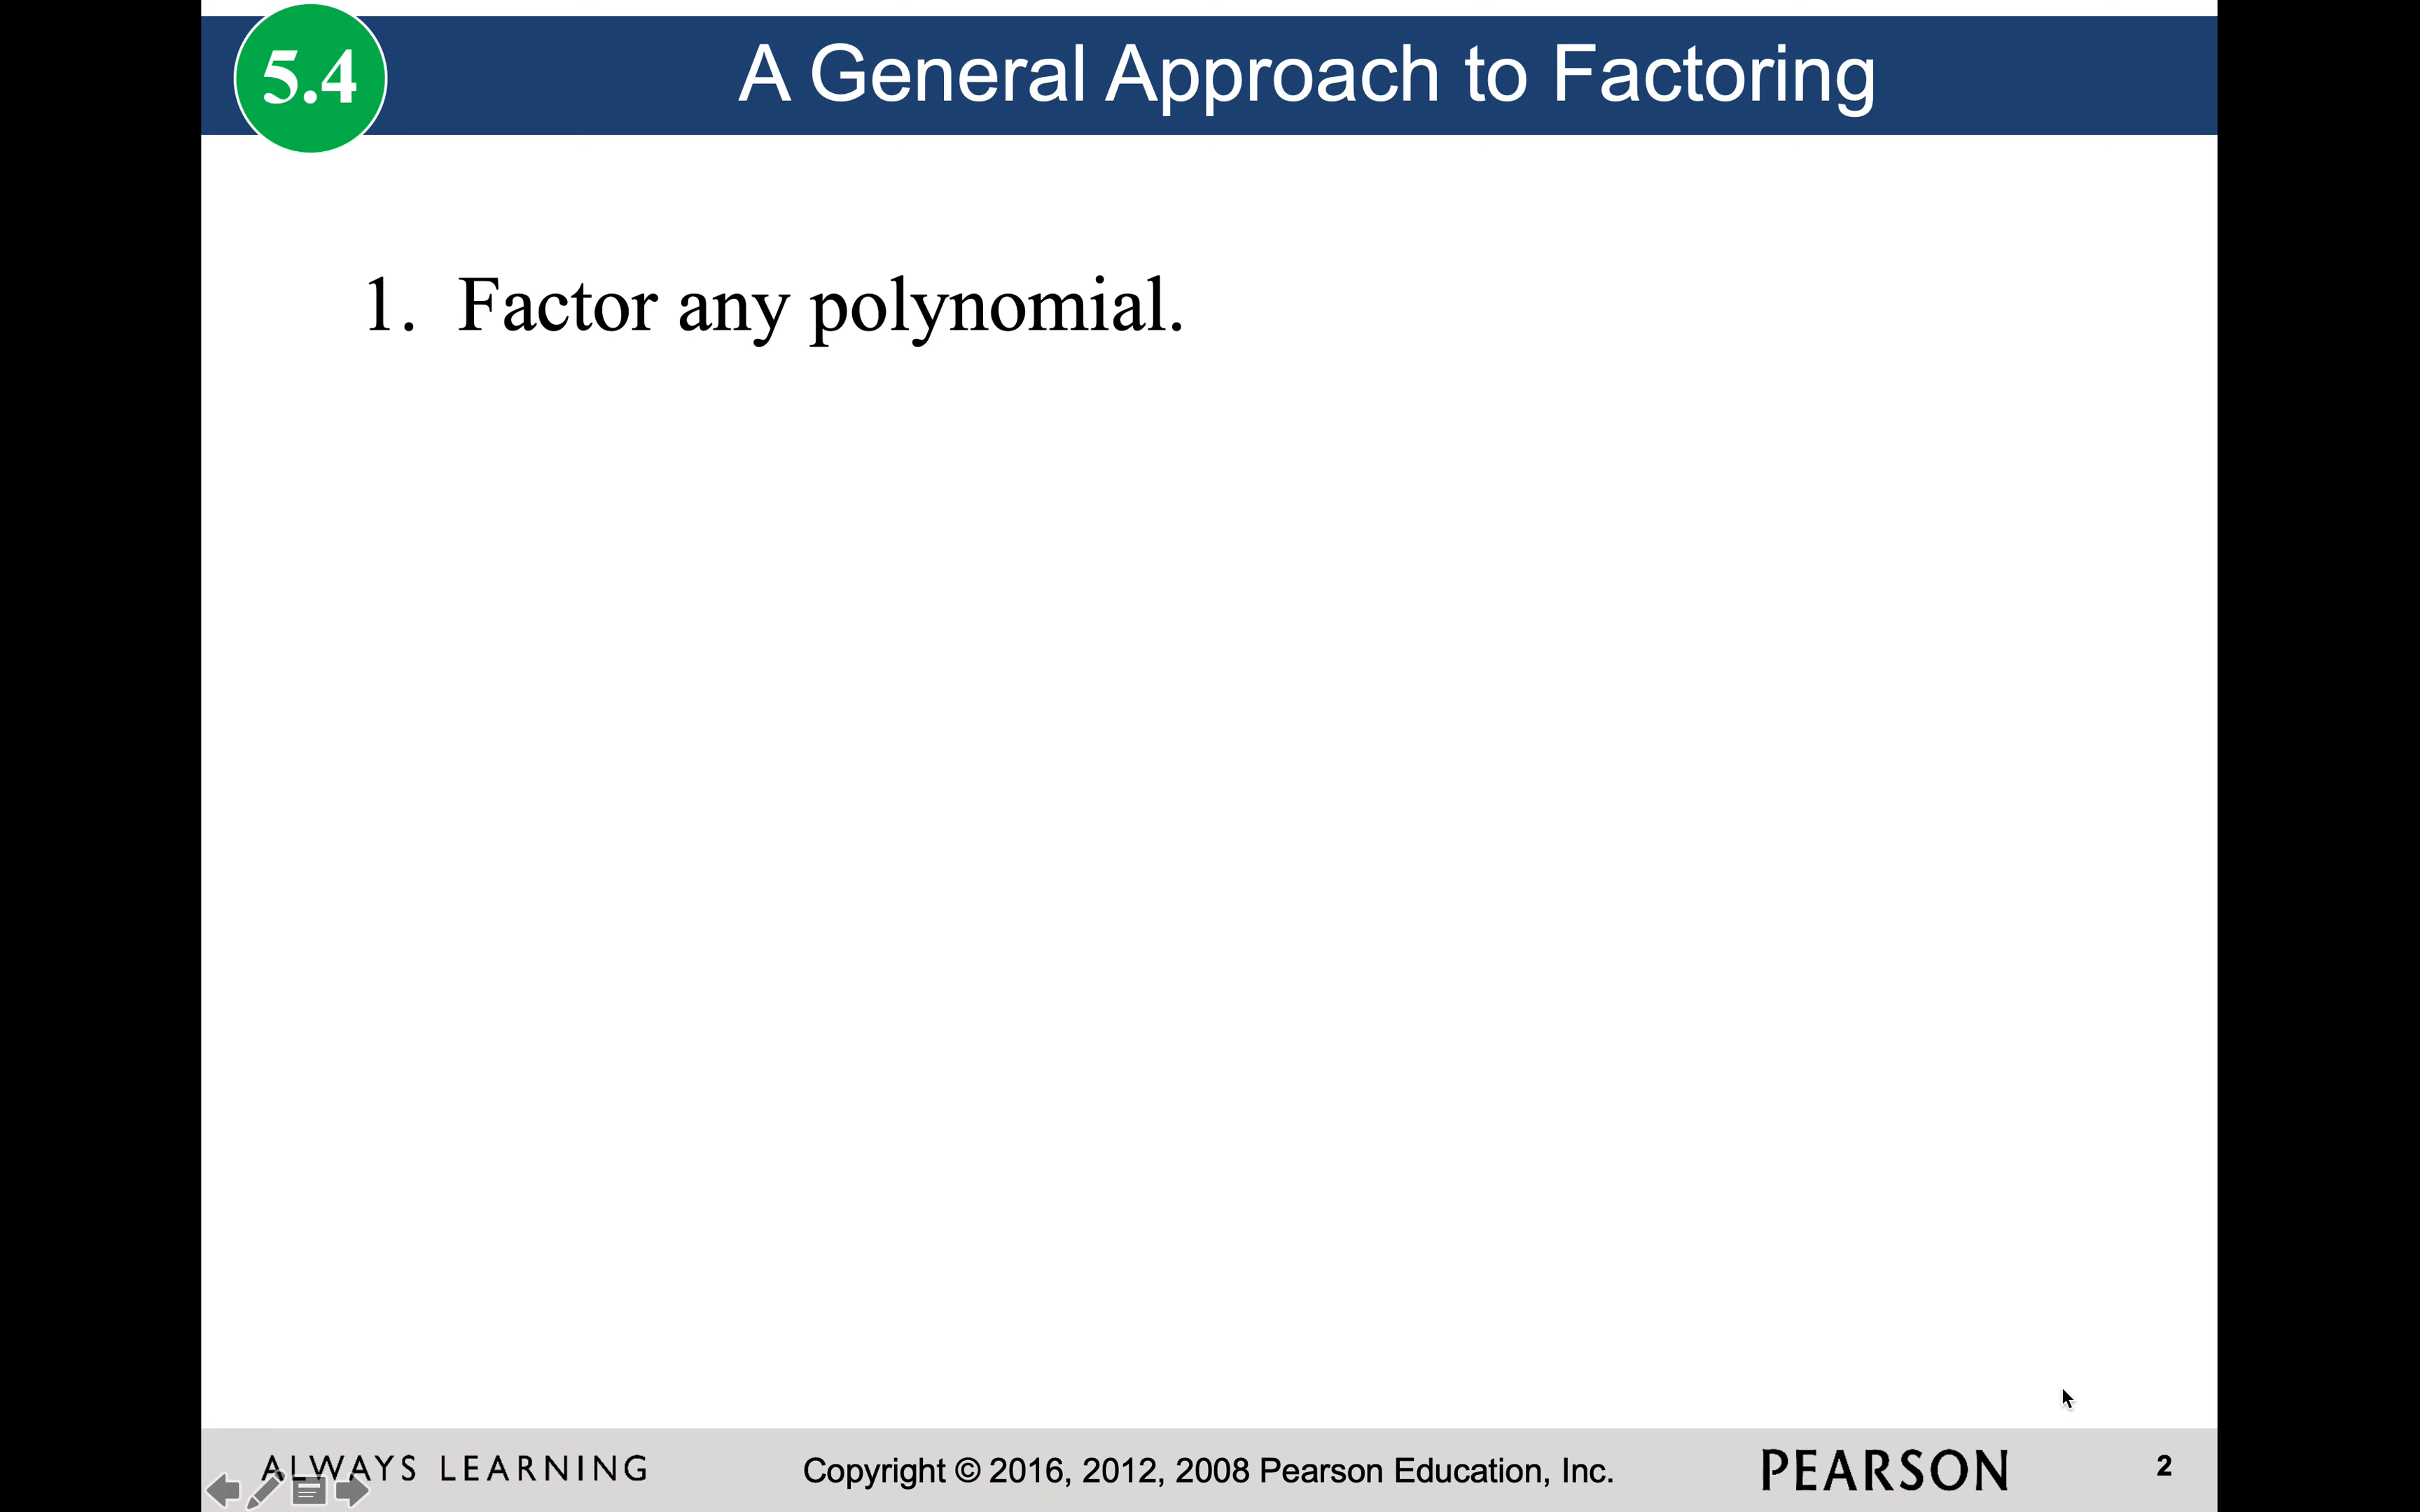 5.4
A General Approach to Factoring
1. Factor any polynomial.
ALWAYS LEARNING
Copyright © 2016, 2012, 2008 Pearson Education, Inc.
PEARSON
2